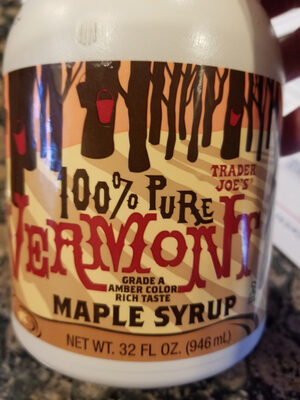 TRADER
JOE'S
100% PURE
VERMONT
GRADE A
AMBER COLOR
RICH TASTE
MAPLE SYRUP
NET WT. 32 FL OZ. (946 mL)